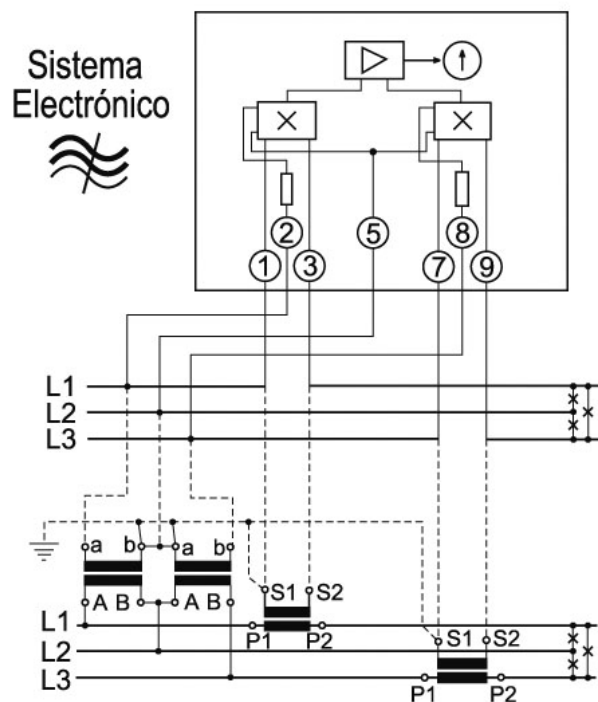 Sistema
Electrónico
2 5 8
1 3 7 9
L1
L2
L3
a b a b
S1 S2
A B A B
L1
P1 P2
S1 S2
L2
L3
P1 P2